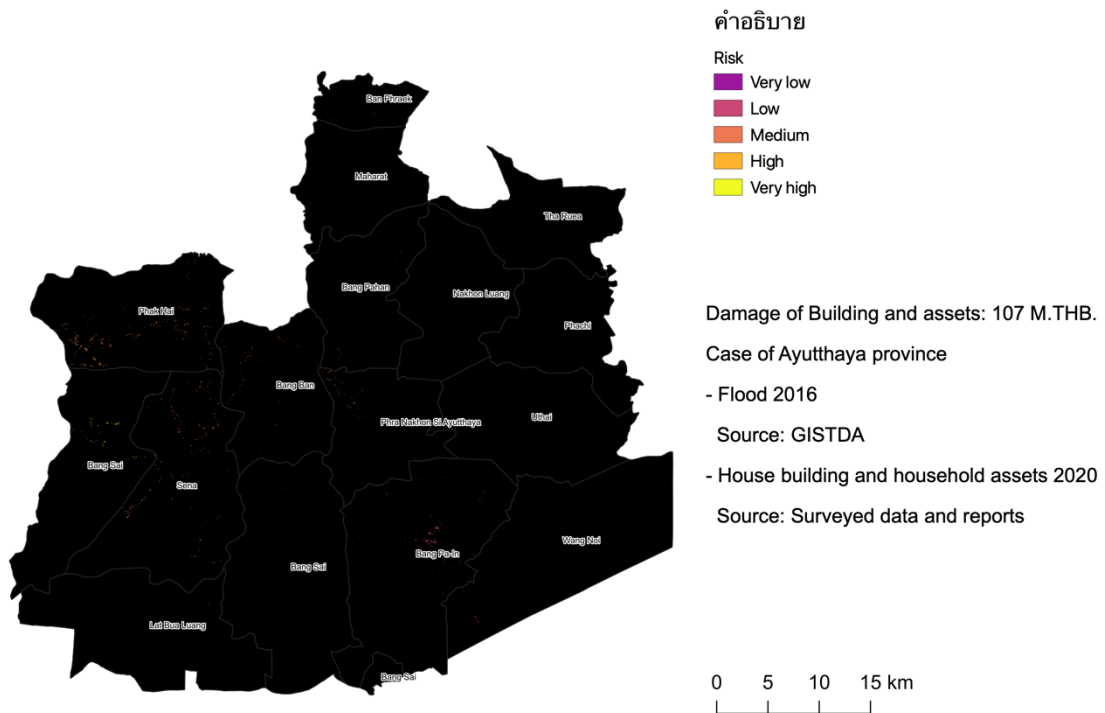 คำอธิบาย
Risk
Very low
Low
Medium
High
Very high
Ban Phraek
Maharat
Tha Ruea
Bang Pahan
Nakhon Luang
Phak Hai
Phachi
Bang Ban
Phra Nakhon Si Ayutthaya
Uthai
Bang Sai
Sena
Wang Noi
Bang Pa-In
Bang Sai
Lat Bua Luang
Bang Sai
Damage of Building and assets: 107 M.THB.
Case of Ayutthaya province
- Flood 2016
Source: GISTDA
- House building and household assets 2020
Source: Surveyed data and reports
0 5 10 15 km